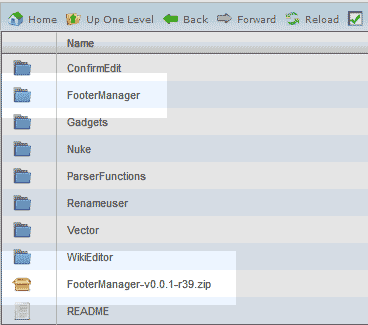 Home Up One Level Back Forward Reload
Name
ConfirmEdit
FooterManager
Gadgets
Nuke
ParserFunctions
Renameuser
Vector
WikiEditor
FooterManager-v0.0.1-r39.zip
README